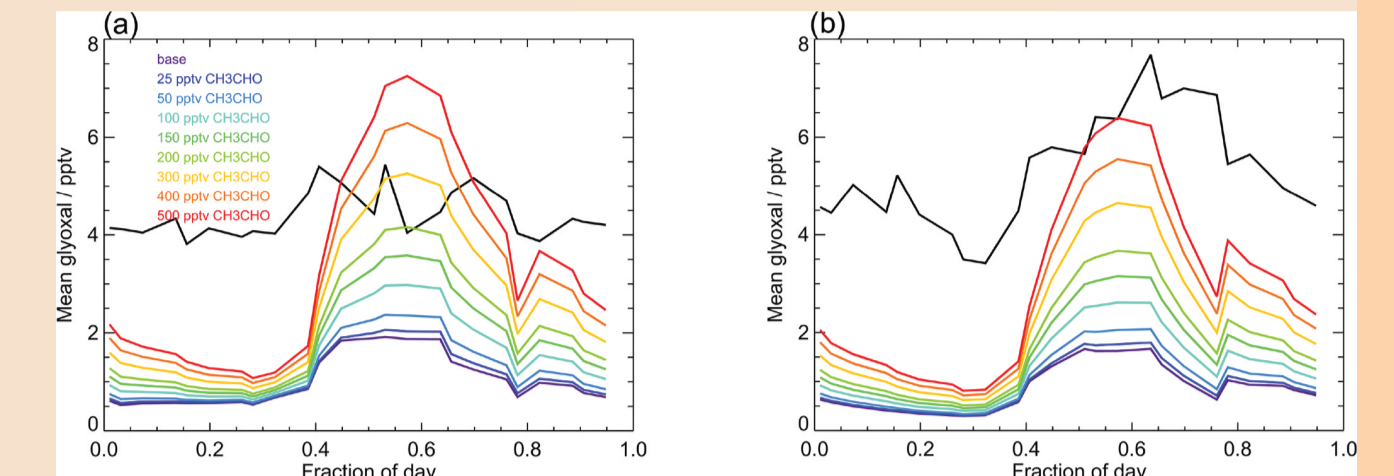 (a)
8
6
4
2
0
Mean glyoxal / pptv
base
25 pptv CH3CHO
50 pptv CH3CHO
100 pptv CH3CHO
150 pptv CH3CHO
200 pptv CH3CHO
300 pptv CH3CHO
400 pptv CH3CHO
500 pptv CH3CHO
0.0 0.2 0.4 0.6 0.8 1.0
Fraction of day
(b)
8
6
4
2
0
Mean glyoxal / pptv
0.0 0.2 0.4 0.6 0.8 1.0
Fraction of day